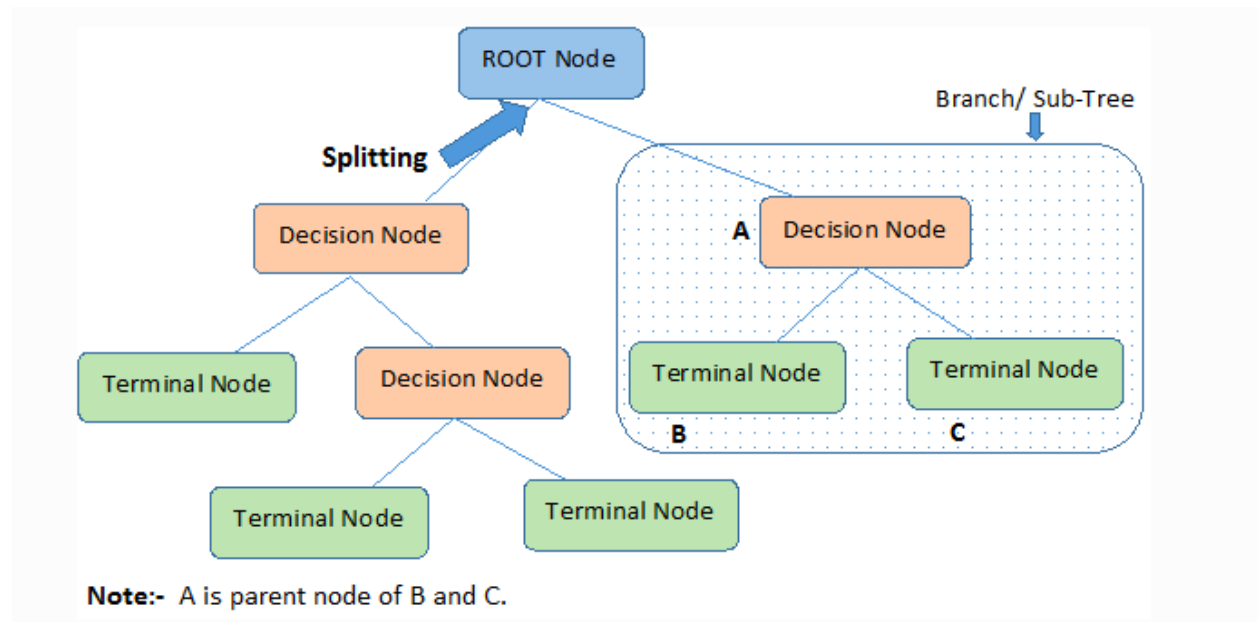 ROOT Node
Branch/ Sub-Tree
Splitting
Decision Node
A
Decision Node
Terminal Node
Decision Node
Terminal Node
Terminal Node
B
C
Terminal Node
Terminal Node
Note:- A is parent node of B and C.